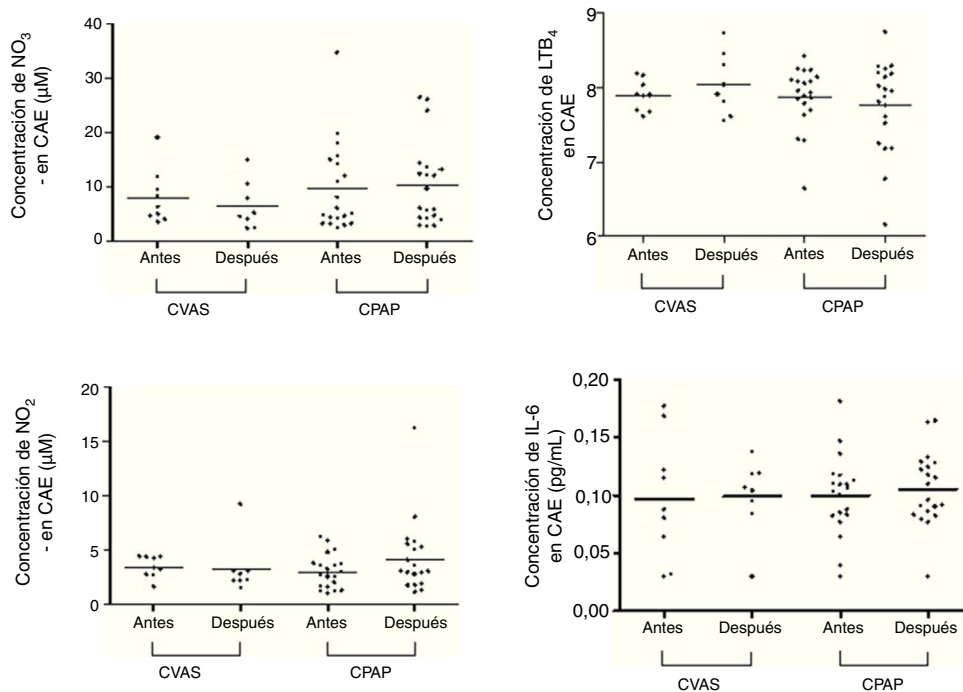 Concentración de NO3
- en CAE (µM)
40
30
20
10
0
Antes
Después
Antes
Después
CVAS
CPAP
Concentración de LTB4
en CAE
9
8
7
6
Antes
Después
Antes
Después
CVAS
CPAP
Concentración de NO2
- en CAE (µM)
20
15
10
5
0
Antes
Después
Antes
Después
CVAS
CPAP
Concentración de IL-6
en CAE (pg/mL)
0,20
0,15
0,10
0,05
0,00
Antes
Después
Antes
Después
CVAS
CPAP